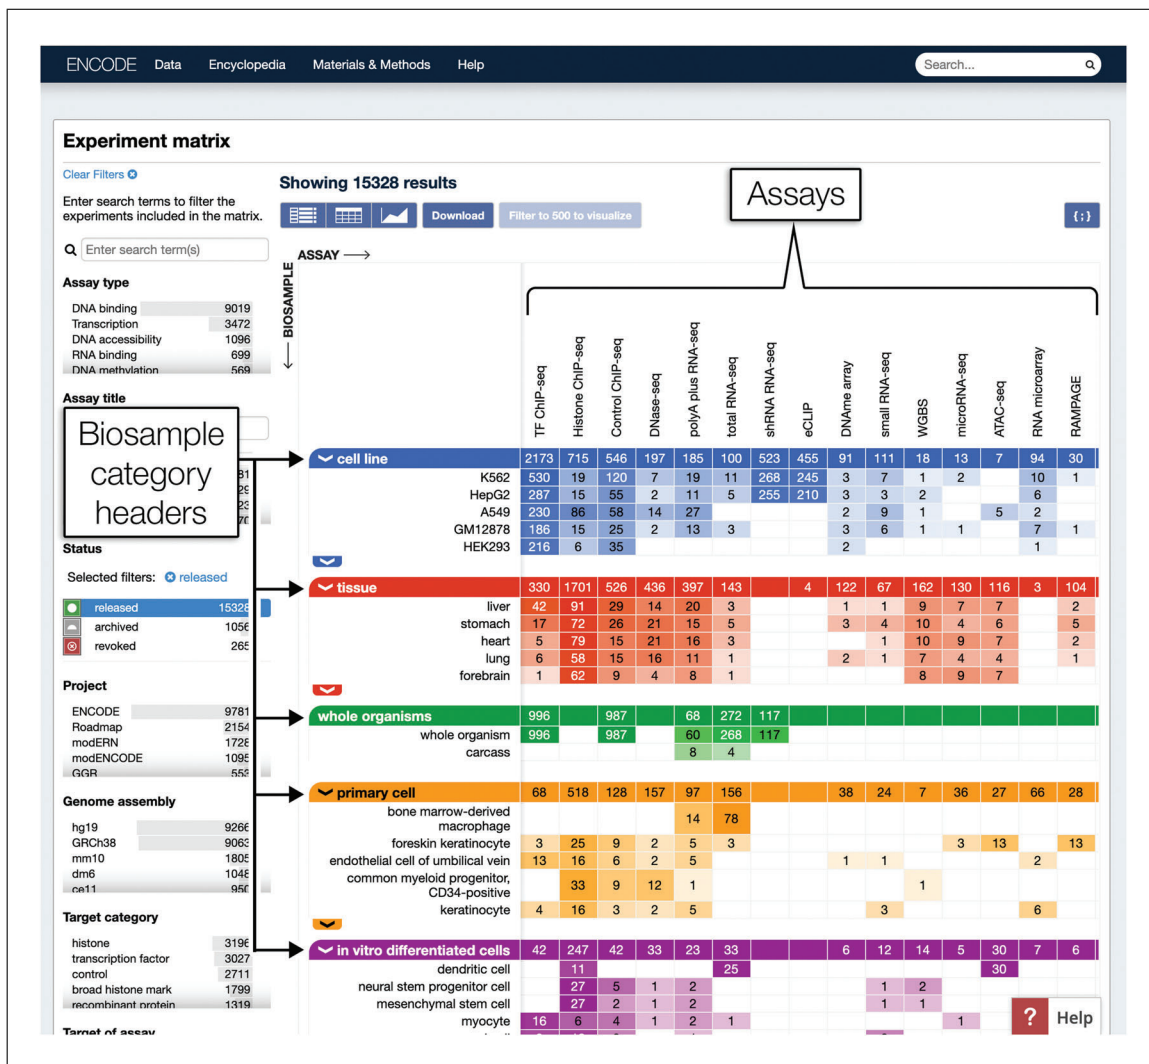 ENCODE Data Encyclopedia Materials & Methods Help Search...
Experiment matrix
Clear Filters
Enter search terms to filter the
experiments included in the matrix.
Enter search term(s)
Assay type
DNA binding 9019
Transcription 3472
DNA accessibility 1096
RNA binding 699
DNA methylation 569
Assay title
Biosample
category
headers
Status
Selected filters: released
released 15328
archived 1056
revoked 265
Project
ENCODE 9781
Roadmap 2154
modERN 1728
modENCODE 1095
GGR 553
Genome assembly
hg19 9266
GRCh38 9063
mm10 1805
dm6 1048
ce11 950
Target category
histone 3196
transcription factor 3027
control 2711
broad histone mark 1799
recombinant protein 1319
Target of assay
Showing 15328 results
Download Filter to 500 to visualize {;}
Assays
ASSAY
BIOSAMPLE
TF ChIP-seq
Histone ChIP-seq
Control ChIP-seq
DNase-seq
polyA plus RNA-seq
total RNA-seq
shRNA RNA-seq
eCLIP
DNAme array
small RNA-seq
WGBS
microRNA-seq
ATAC-seq
RNA microarray
RAMPAGE
cell line 2173 715 546 197 185 100 523 455 91 111 18 13 7 94 30
K562 530 19 120 7 19 11 268 245 3 7 1 2 10 1
HepG2 287 15 55 2 11 5 255 210 3 3 2 6
A549 230 86 58 14 27 2 9 1 5 2
GM12878 186 15 25 2 13 3 3 6 1 1 7 1
HEK293 216 6 35 2 1
tissue 330 1701 526 436 397 143 4 122 67 162 130 116 3 104
liver 42 91 29 14 20 3 1 1 9 7 7 2
stomach 17 72 26 21 15 5 3 4 10 4 6 5
heart 5 79 15 21 16 3 1 10 9 7 2
lung 6 58 15 16 11 1 2 1 7 4 4 1
forebrain 1 62 9 4 8 1 8 9 7
whole organisms 996 987 68 272 117
whole organism 996 987 60 268 117
carcass 8 4
primary cell 68 518 128 157 97 156 38 24 7 36 27 66 28
bone marrow-derived
macrophage 14 78
foreskin keratinocyte 3 25 9 2 5 3 3 13 13
endothelial cell of umbilical vein 13 16 6 2 5 1 1 2
common myeloid progenitor,
CD34-positive 33 9 12 1 1
keratinocyte 4 16 3 2 5 3 6
in vitro differentiated cells 42 247 42 33 23 33 6 12 14 5 30 7 6
dendritic cell 11 25 30
neural stem progenitor cell 27 5 1 2 1 2
mesenchymal stem cell 27 2 1 2 1 1
myocyte 16 6 4 1 2 1 1
? Help